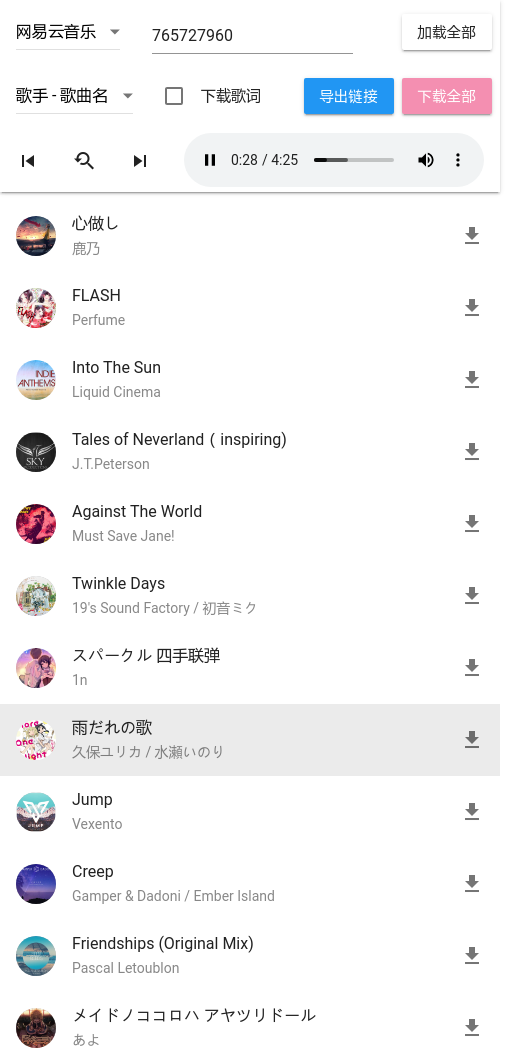 网易云音乐 765727960 加载全部
歌手 - 歌曲名 下载歌词 导出链接 下载全部
0:28 / 4:25
心做し
鹿乃
FLASH
Perfume
INDIE
ANTHEMS
Into The Sun
Liquid Cinema
SKY
Tales of Neverland ( inspiring)
J.T.Peterson
Against The World
Must Save Jane!
Twinkle Days
19's Sound Factory / 初音ミク
スパークル 四手联弹
1n
One
light
雨だれの歌
久保ユリカ / 水瀬いのり
JUMP
Jump
Vexento
Creep
Gamper & Dadoni / Ember Island
Friendships (Original Mix)
Pascal Letoublon
メイドノココロハ アヤツリドール
あよ